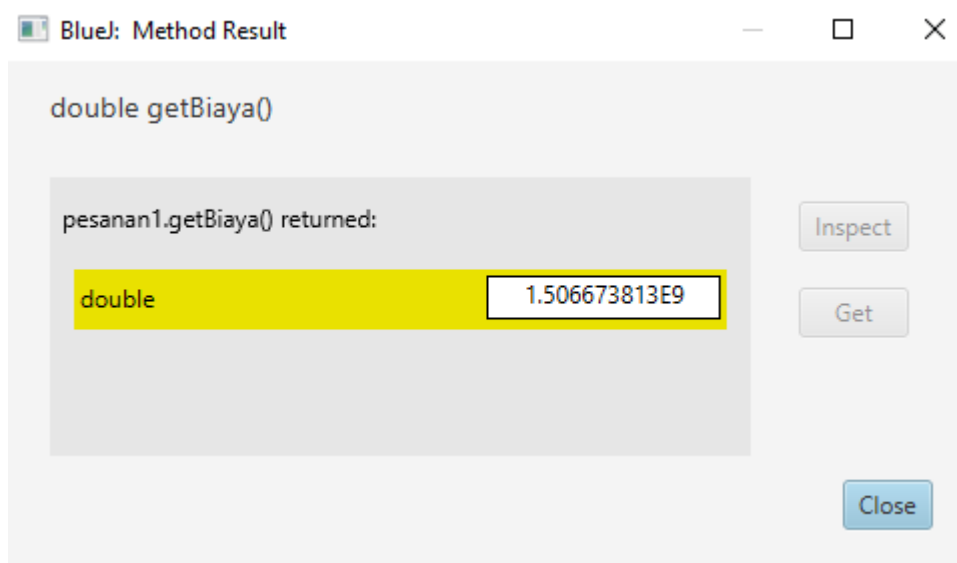 BlueJ: Method Result
double getBiaya()
pesanan1.getBiaya() returned:
Inspect
double 1.506673813E9
Get
Close